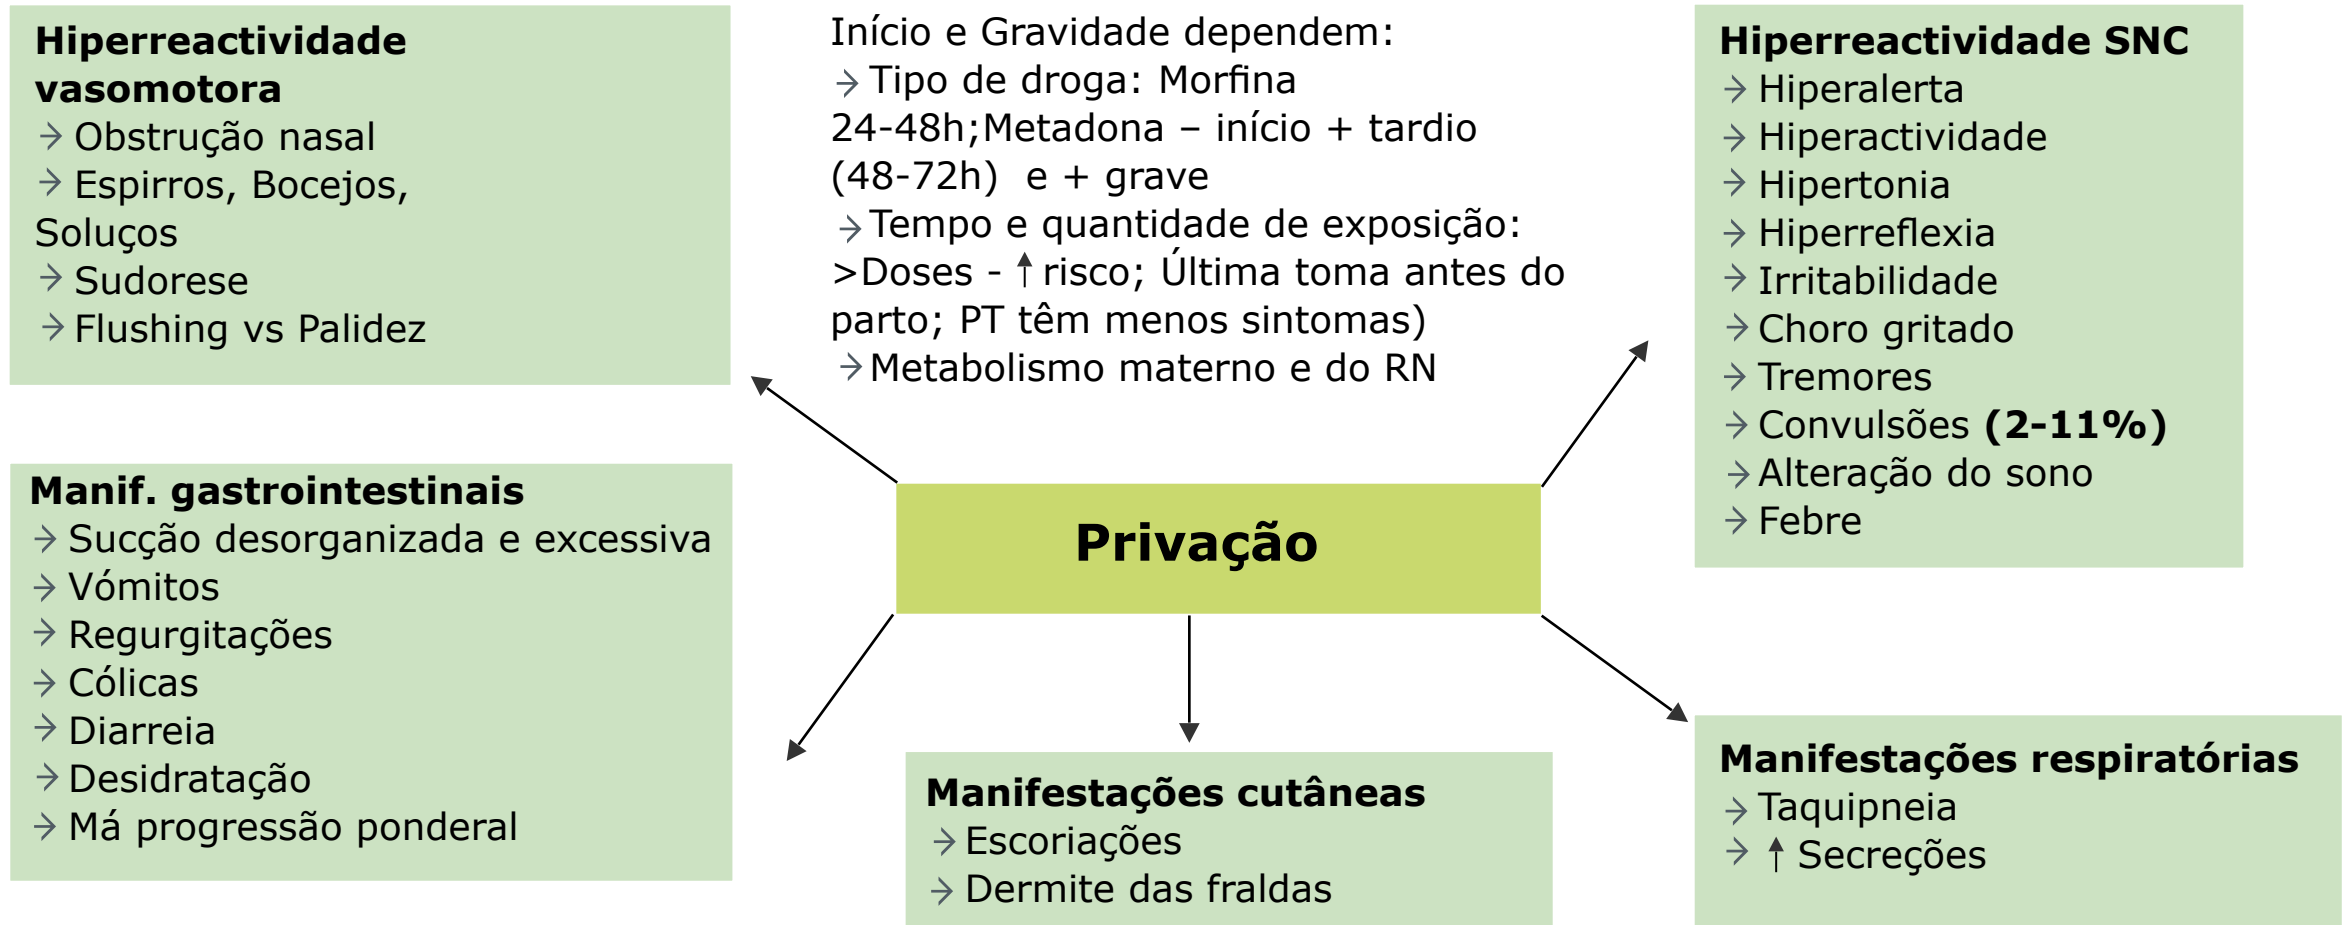 Hiperreactividade
vasomotora
→ Obstrução nasal
→ Espirros, Bocejos,
Soluços
→ Sudorese
→ Flushing vs Palidez
Início e Gravidade dependem:
→ Tipo de droga: Morfina
24-48h;Metadona – início + tardio
(48-72h) e + grave
→ Tempo e quantidade de exposição:
>Doses - ↑ risco; Última toma antes do
parto; PT têm menos sintomas)
→ Metabolismo materno e do RN
Hiperreactividade SNC
→ Hiperalerta
→ Hiperactividade
→ Hipertonia
→ Hiperreflexia
→ Irritabilidade
→ Choro gritado
→ Tremores
→ Convulsões (2-11%)
→ Alteração do sono
→ Febre
Manif. gastrointestinais
→ Sucção desorganizada e excessiva
→ Vómitos
→ Regurgitações
→ Cólicas
→ Diarreia
→ Desidratação
→ Má progressão ponderal
Privação
Manifestações cutâneas
→ Escoriações
→ Dermite das fraldas
Manifestações respiratórias
→ Taquipneia
→ ↑ Secreções